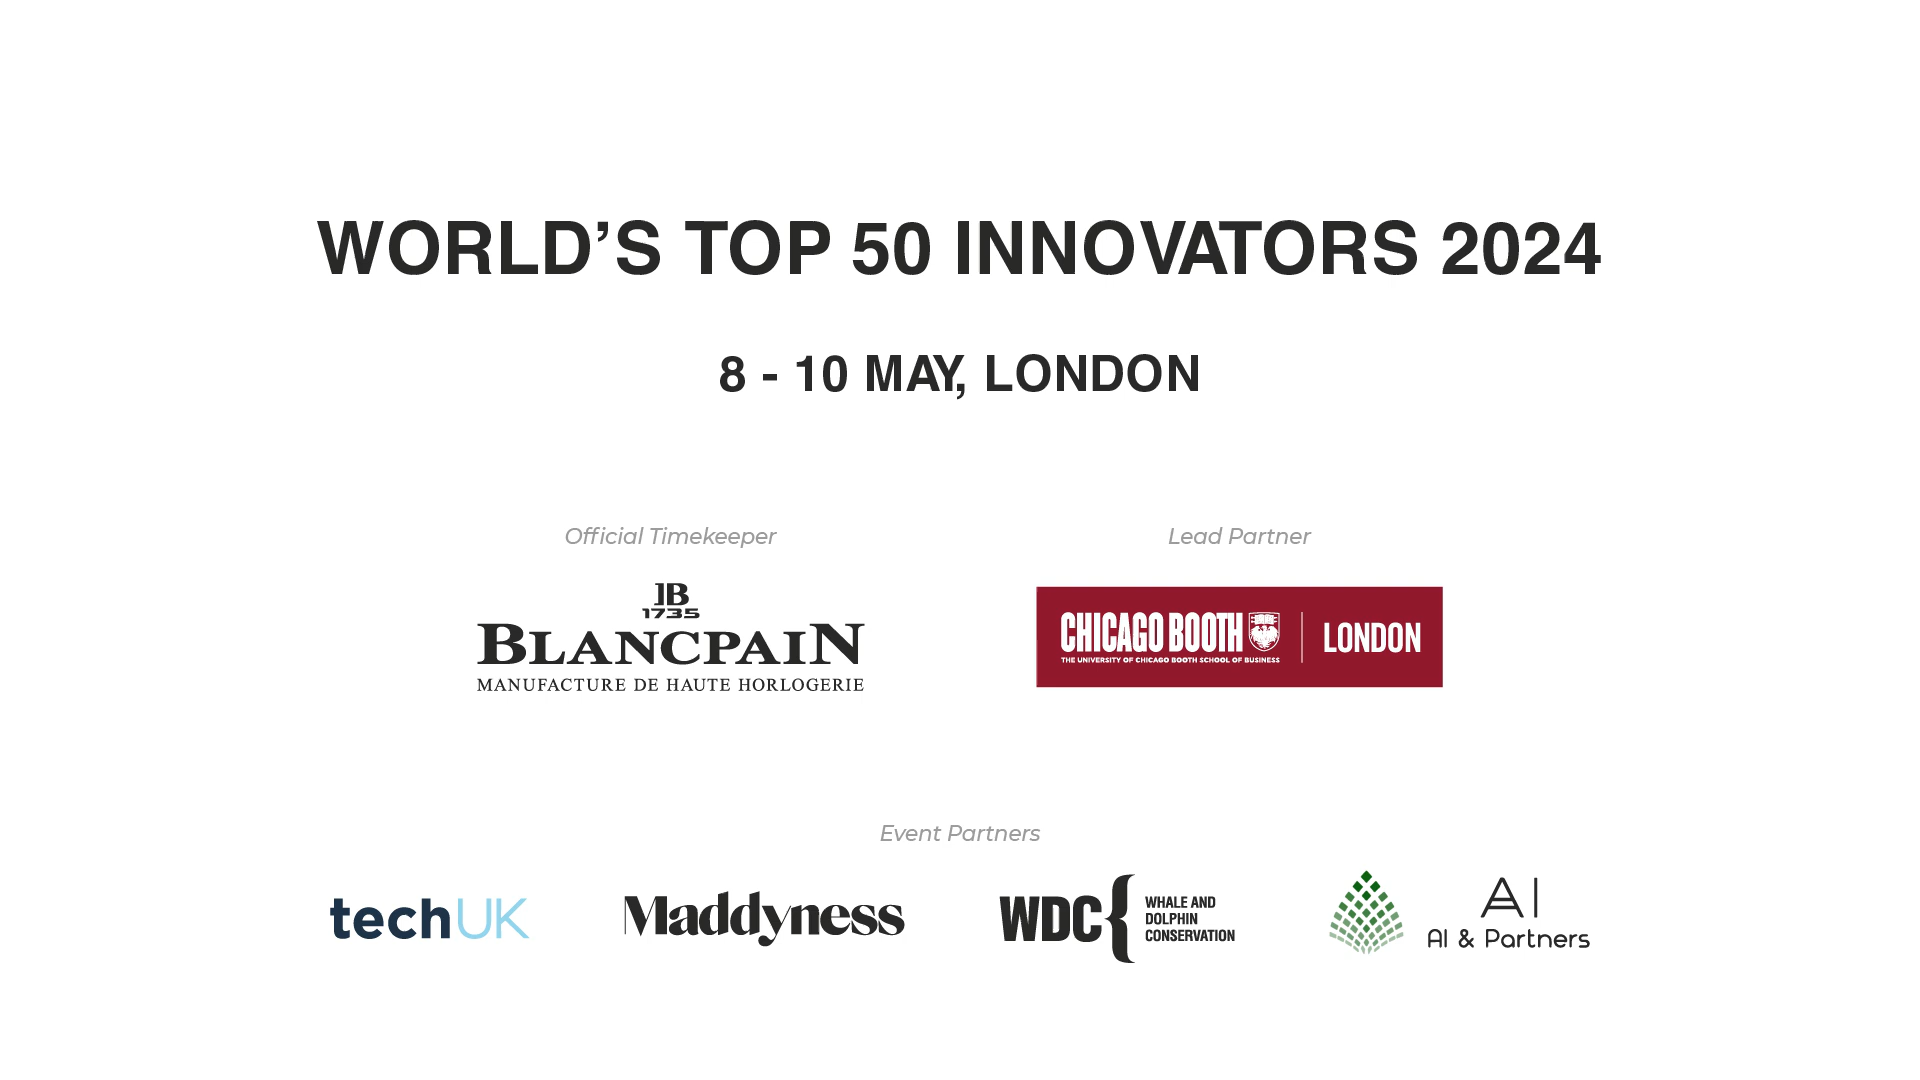 WORLD’S TOP 50 INNOVATORS 2024
8 - 10 MAY, LONDON
Official Timekeeper
JB
1735
BLANCPAIN
MANUFACTURE DE HAUTE HORLOGERIE
Lead Partner
CHICAGO BOOTH
THE UNIVERSITY OF CHICAGO BOOTH SCHOOL OF BUSINESS
LONDON
Event Partners
techUK
Maddyness
WDC
WHALE AND
DOLPHIN
CONSERVATION
AI
AI & Partners